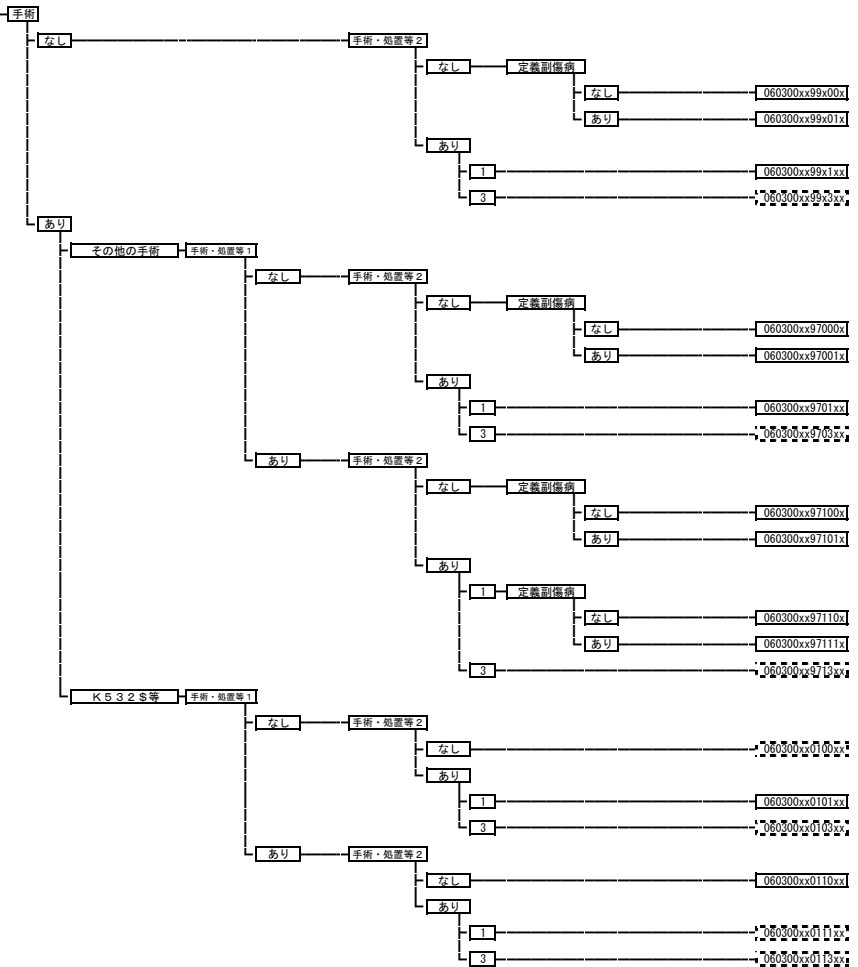 手術
なし 手術・処置等2
なし 定義副傷病
なし 060300xx99x00x
あり 060300xx99x01x
あり
1 060300xx99x1xx
3 060300xx99x3xx
あり
その他の手術 手術・処置等1
なし 手術・処置等2
なし 定義副傷病
なし 060300xx97000x
あり 060300xx97001x
あり
1 060300xx9701xx
3 060300xx9703xx
あり 手術・処置等2
なし 定義副傷病
なし 060300xx97100x
あり 060300xx97101x
あり
1 定義副傷病
なし 060300xx97110x
あり 060300xx97111x
3 060300xx9713xx
K532$等 手術・処置等1
なし 手術・処置等2
なし 060300xx0100xx
あり
1 060300xx0101xx
3 060300xx0103xx
あり 手術・処置等2
なし 060300xx0110xx
あり
1 060300xx0111xx
3 060300xx0113xx